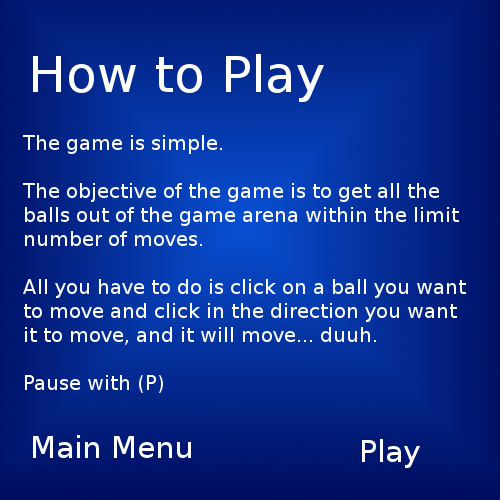 How to Play
The game is simple.
The objective of the game is to get all the
balls out of the game arena within the limit
number of moves.
All you have to do is click on a ball you want
to move and click in the direction you want
it to move, and it will move... duuh.
Pause with (P)
Main Menu
Play